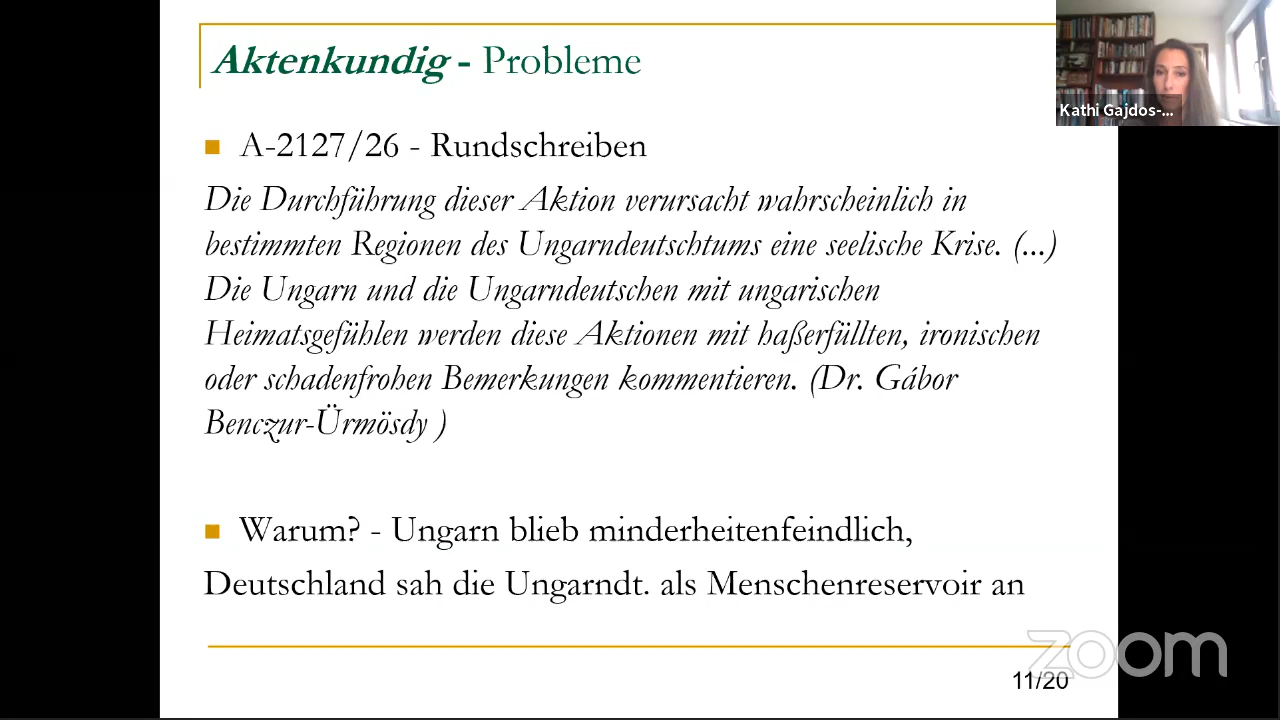 Aktenkundig - Probleme
Kathi Gajdos-...
A-2127/26 - Rundschreiben
Die Durchführung dieser Aktion verursacht wahrscheinlich in
bestimmten Regionen des Ungarndeutschtums eine seelische Krise. (...)
Die Ungarn und die Ungarndeutschen mit ungarischen
Heimatsgefühlen werden diese Aktionen mit haßerfüllten, ironischen
oder schadenfrohen Bemerkungen kommentieren. (Dr. Gábor
Benczur-Ürmösdy )
Warum? - Ungarn blieb minderheitenfeindlich,
Deutschland sah die Ungarndt. als Menschenreservoir an
zoom
11/20